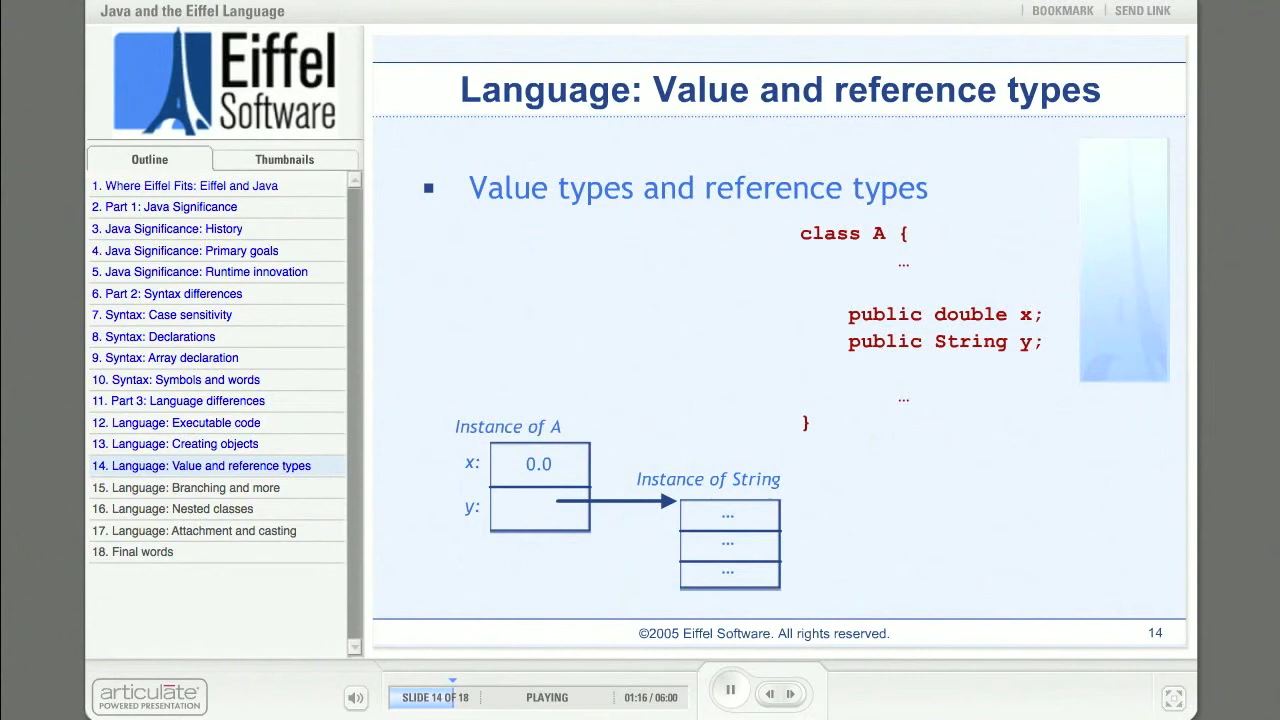 Java and the Eiffel Language
BOOKMARK
SEND LINK
Eiffel
Software
Outline
Thumbnails
1. Where Eiffel Fits: Eiffel and Java
2. Part 1: Java Significance
3. Java Significance: History
4. Java Significance: Primary goals
5. Java Significance: Runtime innovation
6. Part 2: Syntax differences
7. Syntax: Case sensitivity
8. Syntax: Declarations
9. Syntax: Array declaration
10. Syntax: Symbols and words
11. Part 3: Language differences
12. Language: Executable code
13. Language: Creating objects
14. Language: Value and reference types
15. Language: Branching and more
16. Language: Nested classes
17. Language: Attachment and casting
18. Final words
Language: Value and reference types
▪ Value types and reference types
class A {
…
public double x;
public String y;
…
}
Instance of A
x: 0.0
y:
Instance of String
…
…
…
©2005 Eiffel Software. All rights reserved.
14
articulate
POWERED PRESENTATION
SLIDE 14 OF 18
PLAYING
01:16 / 06:00